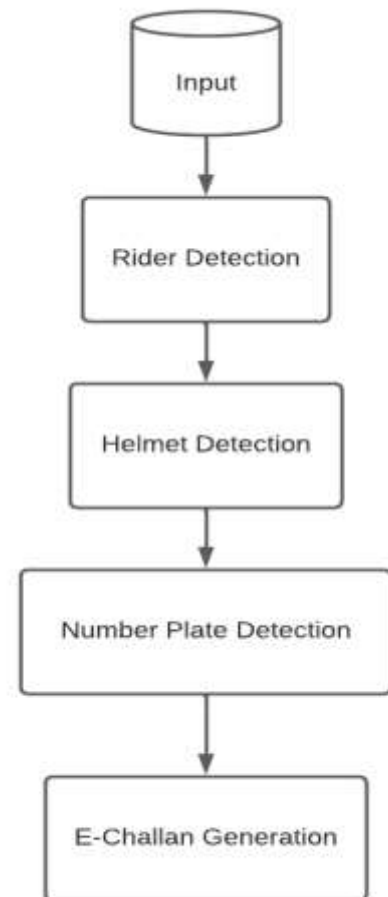 Input
Rider Detection
Helmet Detection
Number Plate Detection
E-Challan Generation